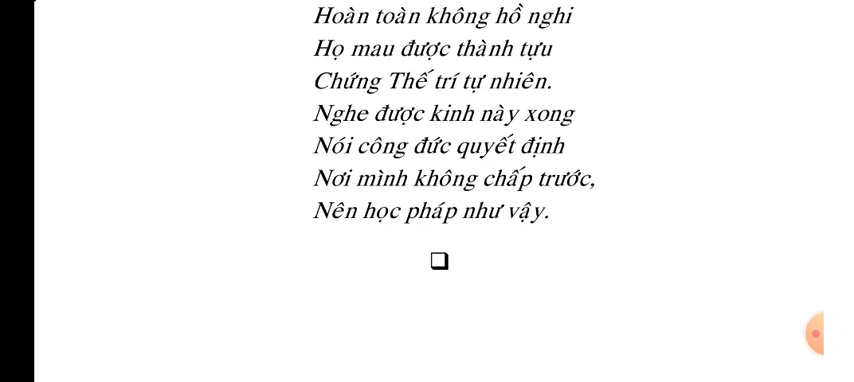 Hoàn toàn không hồ nghi
Họ mau được thành tựu
Chứng Thế trí tự nhiên.
Nghe được kinh này xong
Nói công đức quyết định
Nơi mình không chấp trước,
Nên học pháp như vậy.